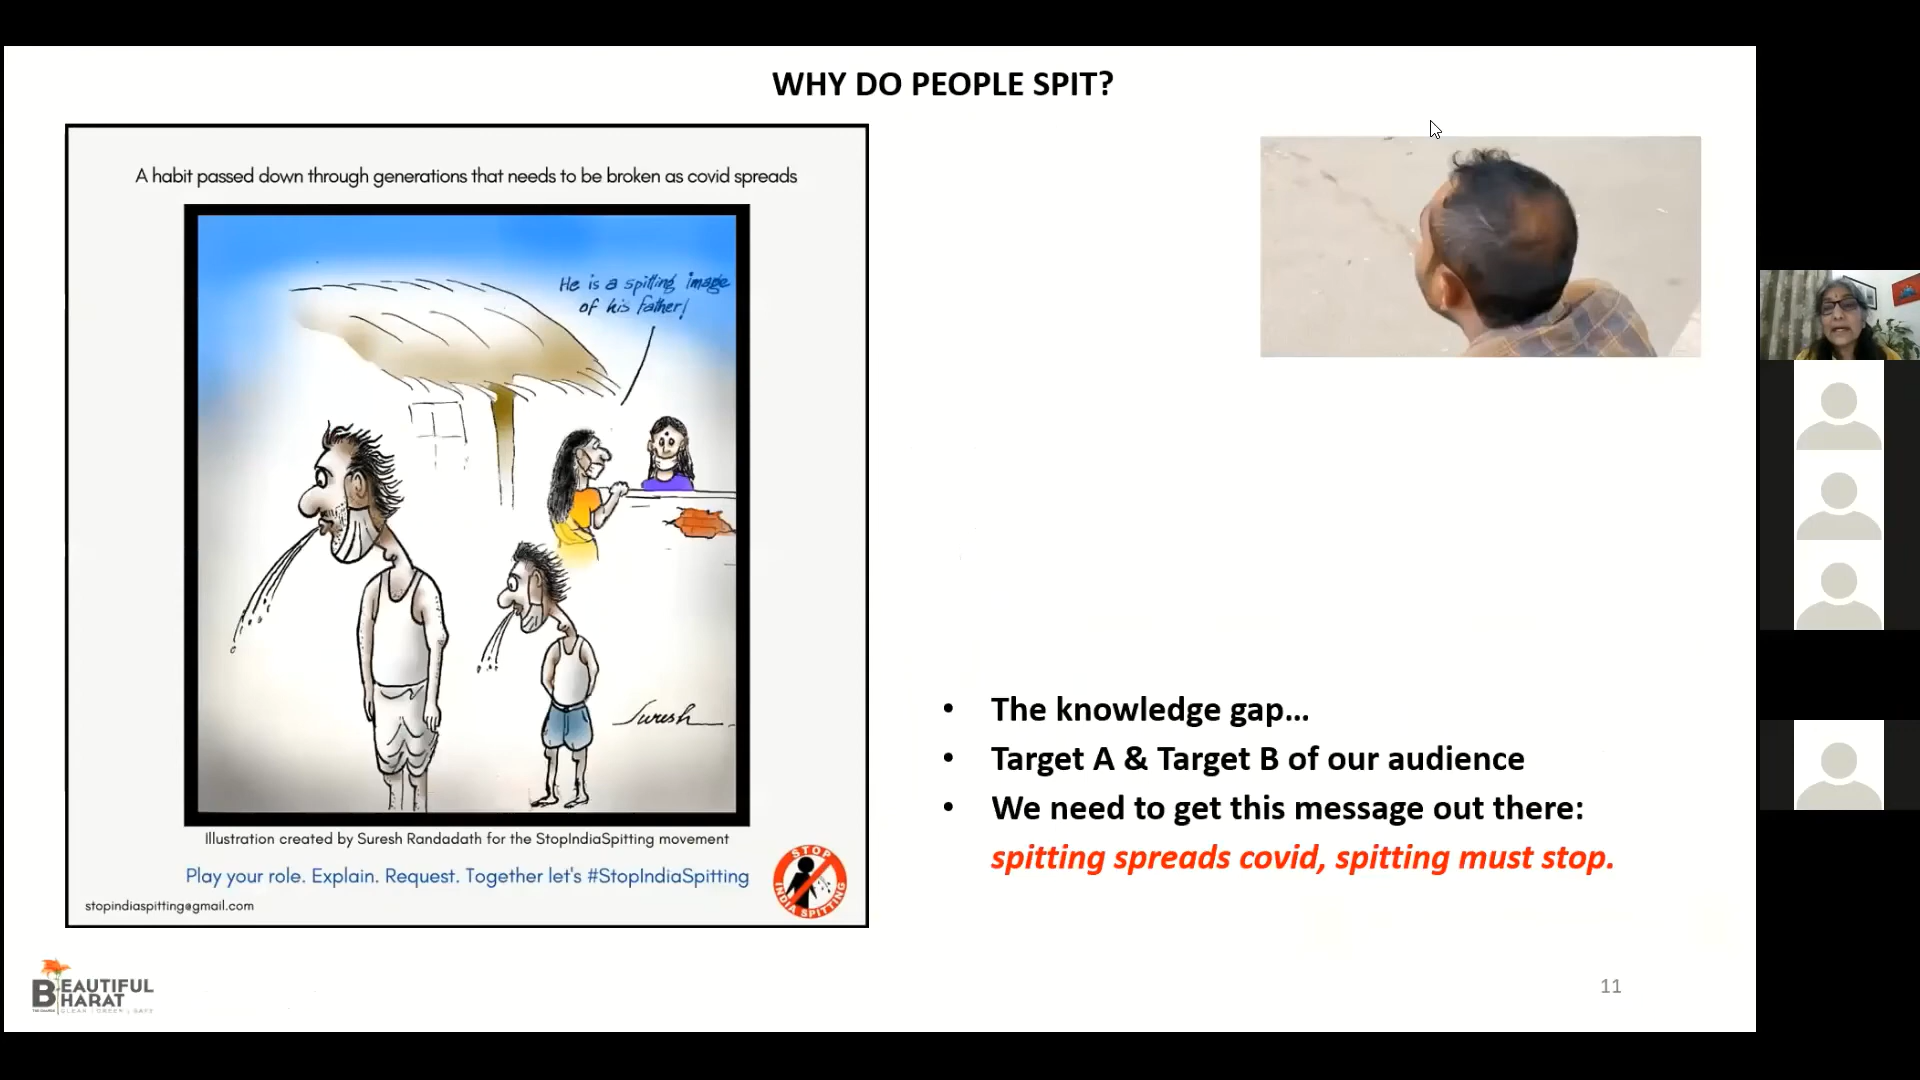 WHY DO PEOPLE SPIT?
A habit passed down through generations that needs to be broken as covid spreads
He is a spitting image
of his father!
Suresh
Illustration created by Suresh Randadath for the StopIndiaSpitting movement
Play your role. Explain. Request. Together let's #StopIndiaSpitting
stopindiaspitting@gmail.com
STOP
INDIA SPITTING
• The knowledge gap...
• Target A & Target B of our audience
• We need to get this message out there:
spitting spreads covid, spitting must stop.
BEAUTIFUL
BHARAT
CLEAN | GREEN | SAFE
11